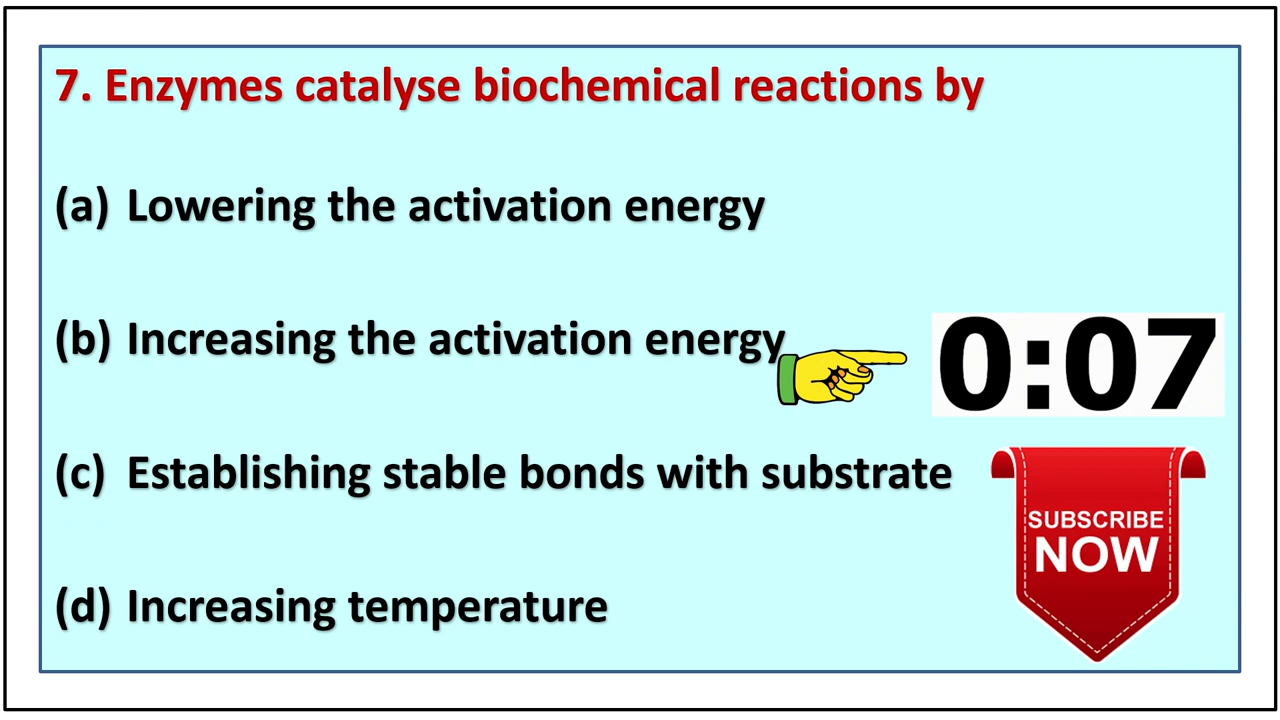 7. Enzymes catalyse biochemical reactions by
(a) Lowering the activation energy
(b) Increasing the activation energy
0:07
(c) Establishing stable bonds with substrate
SUBSCRIBE
NOW
(d) Increasing temperature